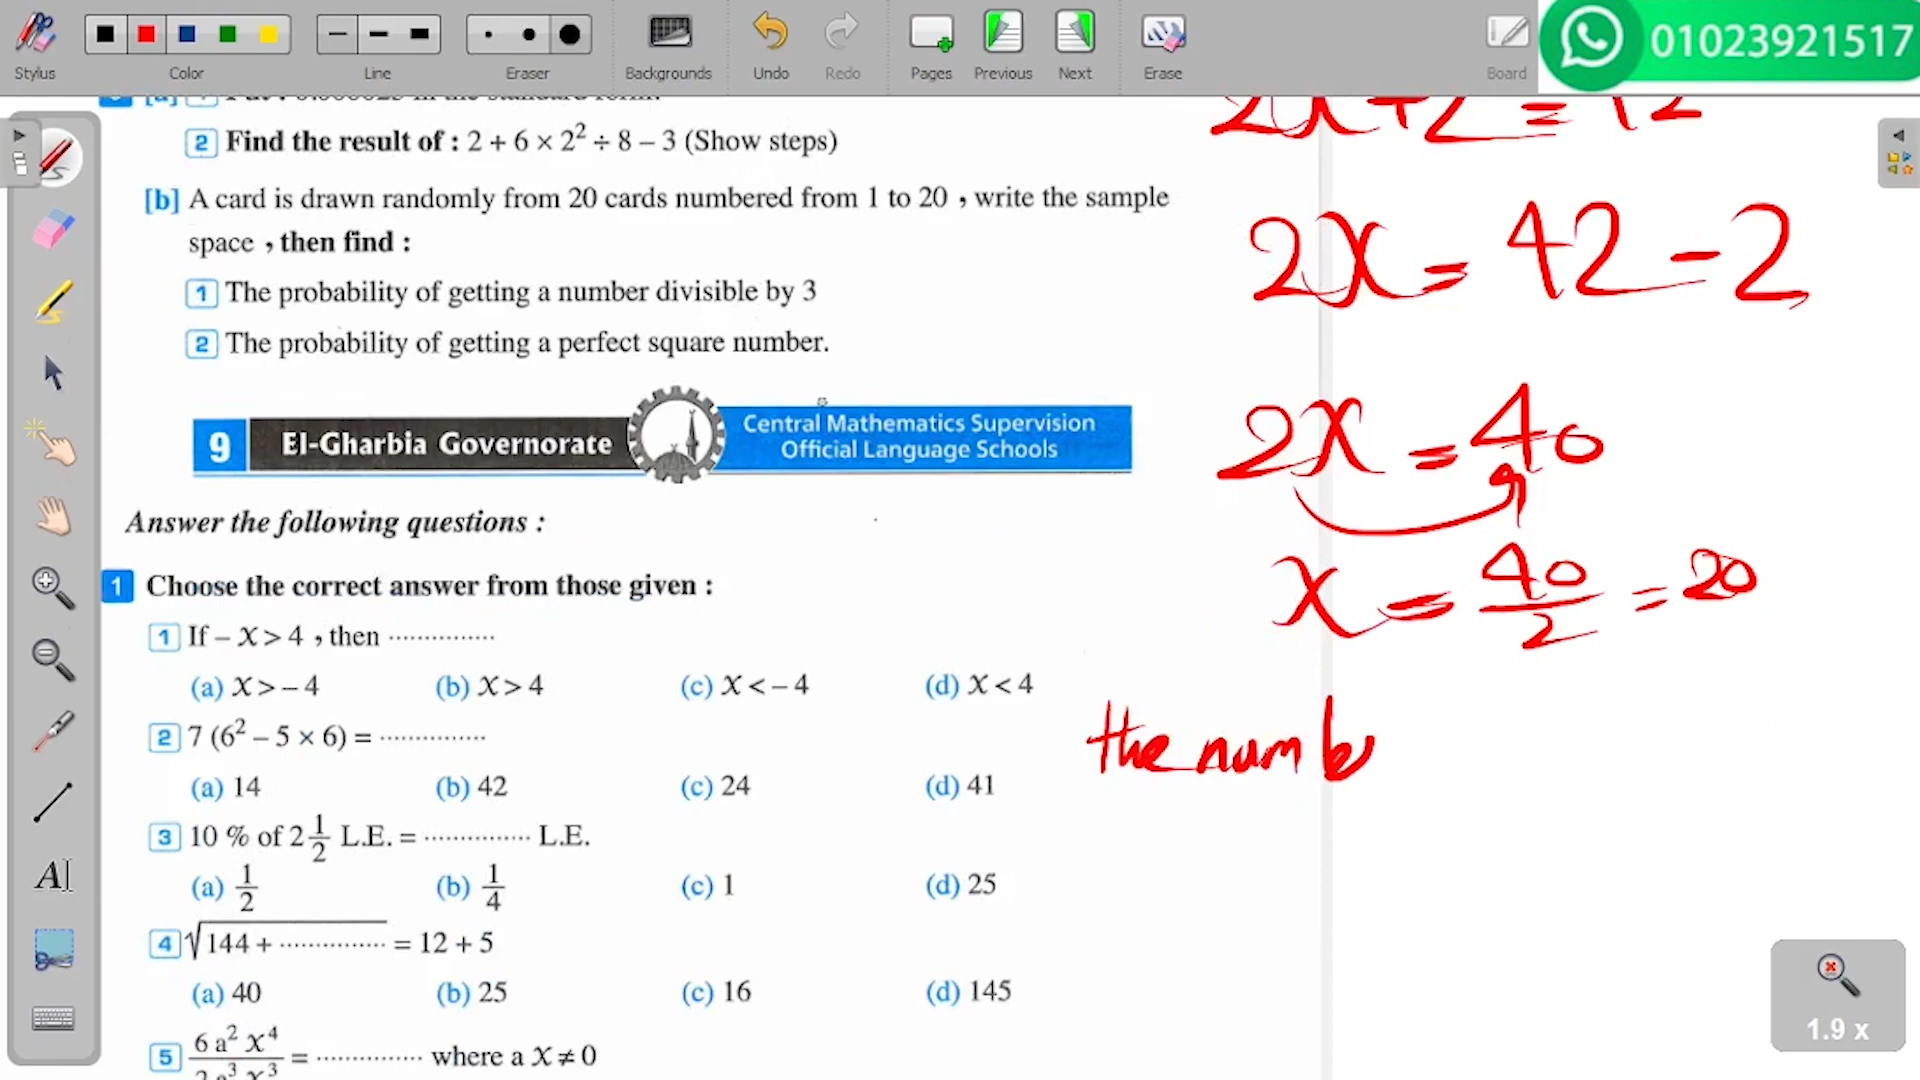 Stylus
Color
Line
Eraser
Backgrounds
Undo
Redo
Pages
Previous
Next
Erase
Board
01023921517
2 Find the result of : 2 + 6 × 2² ÷ 8 – 3 (Show steps)
[b] A card is drawn randomly from 20 cards numbered from 1 to 20 , write the sample
space , then find :
1 The probability of getting a number divisible by 3
2 The probability of getting a perfect square number.
9 El-Gharbia Governorate
Central Mathematics Supervision
Official Language Schools
Answer the following questions :
1 Choose the correct answer from those given :
1 If – X > 4 , then ..............
(a) X > – 4 (b) X > 4 (c) X < – 4 (d) X < 4
2 7 (6² – 5 × 6) = ..............
(a) 14 (b) 42 (c) 24 (d) 41
3 10 % of 2 1/2 L.E. = .............. L.E.
(a) 1/2 (b) 1/4 (c) 1 (d) 25
4 √144 + .............. = 12 + 5
(a) 40 (b) 25 (c) 16 (d) 145
5 6 a² X⁴ = .............. where a X ≠ 0
2x = 42 - 2
2x = 40
x = 40/2 = 20
the numb
A
1.9 x